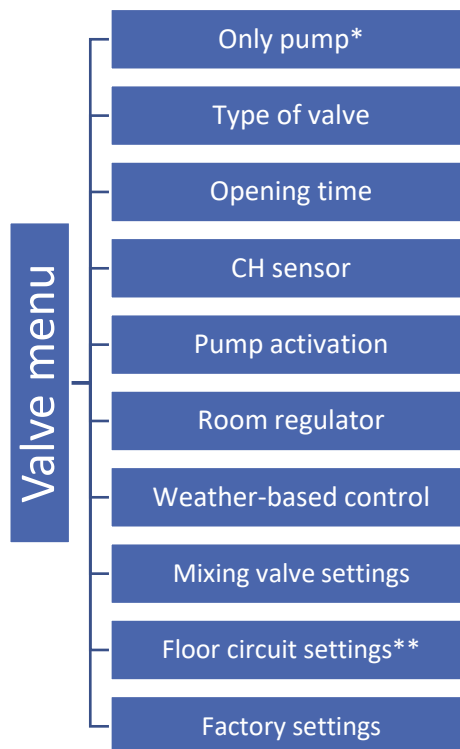 Valve menu
Only pump*
Type of valve
Opening time
CH sensor
Pump activation
Room regulator
Weather-based control
Mixing valve settings
Floor circuit settings**
Factory settings